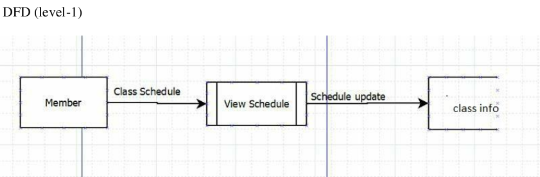 DFD (level-1)
Member
Class Schedule
View Schedule
Schedule update
class info